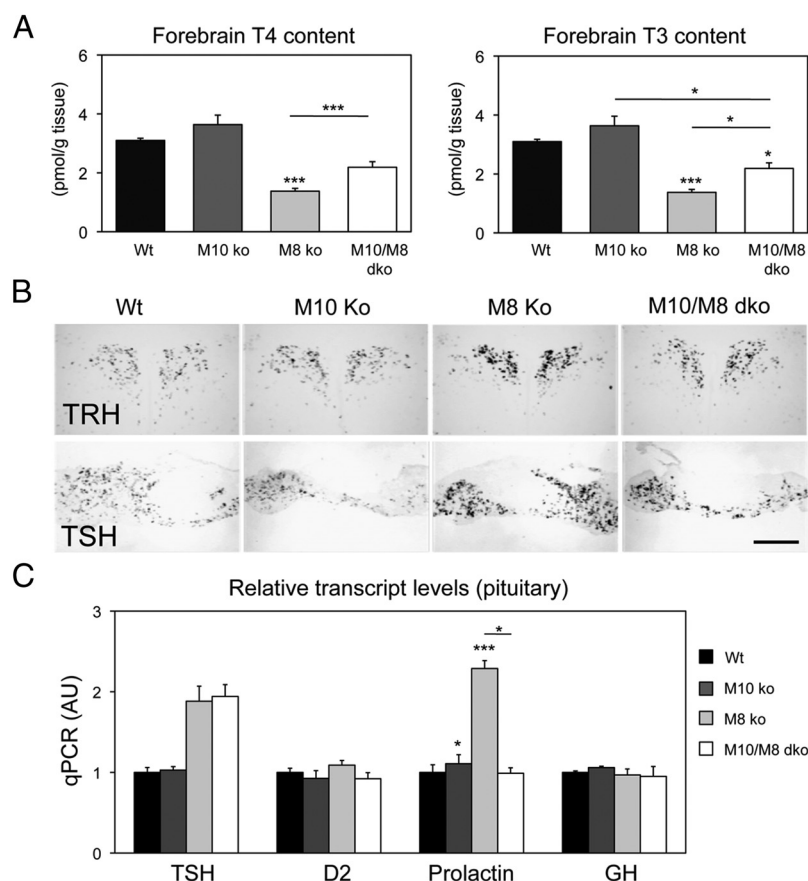 A
Forebrain T4 content
(pmol/g tissue)
6
4
2
0
***
***
Wt
M10 ko
M8 ko
M10/M8
dko
Forebrain T3 content
(pmol/g tissue)
6
4
2
0
*
*
***
*
Wt
M10 ko
M8 ko
M10/M8
dko
B
Wt
M10 Ko
M8 Ko
M10/M8 dko
TRH
TSH
C
Relative transcript levels (pituitary)
qPCR (AU)
3
2
1
0
*
***
*
TSH
D2
Prolactin
GH
Wt
M10 ko
M8 ko
M10/M8 dko